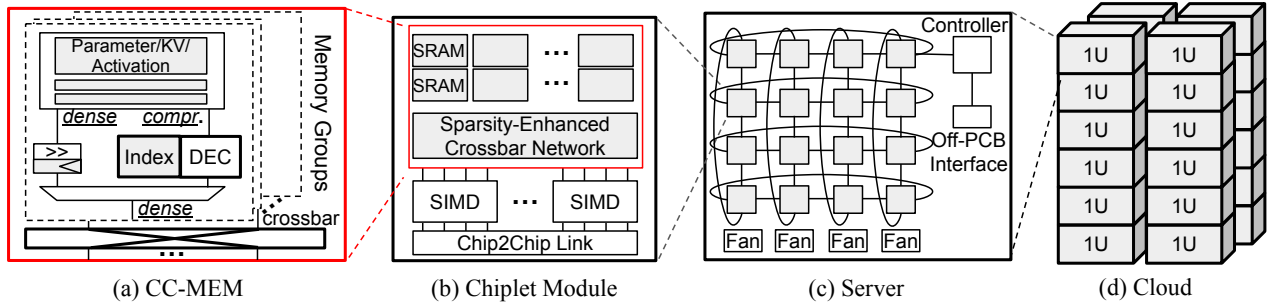 Parameter/KV/
Activation
dense compr.
>>
Index DEC
dense
Memory Groups
crossbar
...
(a) CC-MEM
SRAM ...
SRAM ...
Sparsity-Enhanced
Crossbar Network
SIMD ... SIMD
Chip2Chip Link
(b) Chiplet Module
Controller
Off-PCB
Interface
Fan Fan Fan Fan
(c) Server
1U 1U
1U 1U
1U 1U
1U 1U
1U 1U
1U 1U
(d) Cloud